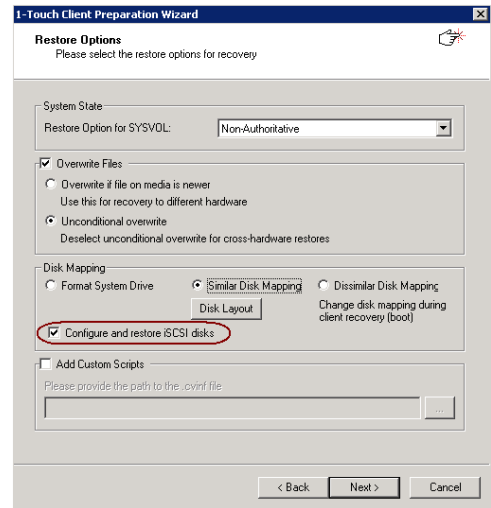 1-Touch Client Preparation Wizard
Restore Options
Please select the restore options for recovery
System State
Restore Option for SYSVOL:
Non-Authoritative
Overwrite Files
Overwrite if file on media is newer
Use this for recovery to different hardware
Unconditional overwrite
Deselect unconditional overwrite for cross-hardware restores
Disk Mapping
Format System Drive
Similar Disk Mapping
Dissimilar Disk Mapping
Disk Layout
Change disk mapping during
client recovery (boot)
Configure and restore iSCSI disks
Add Custom Scripts
Please provide the path to the .cvinf file
...
< Back
Next >
Cancel